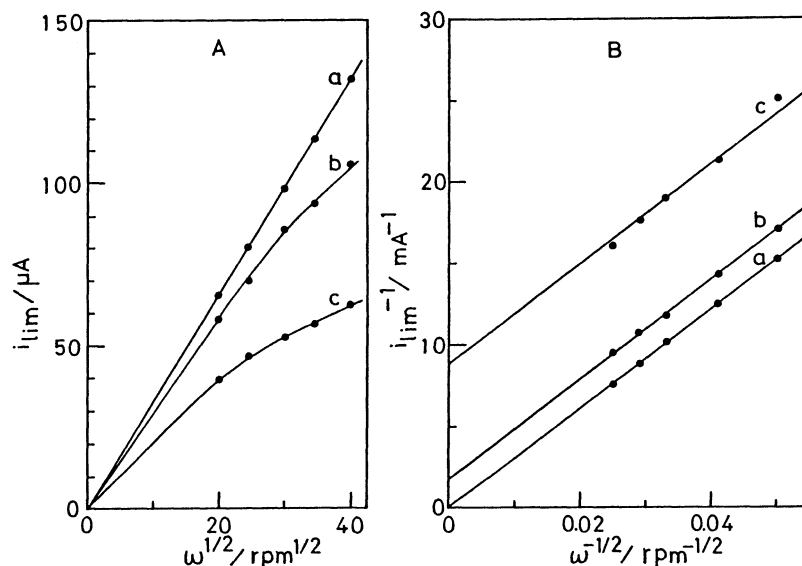 150
A
a
b
100
50
c
0
0
20
40
i_lim/μA
ω^1/2/rpm^1/2
30
B
c
20
b
a
10
0
0
0.02
0.04
i_lim^-1/mA^-1
ω^-1/2/rpm^-1/2